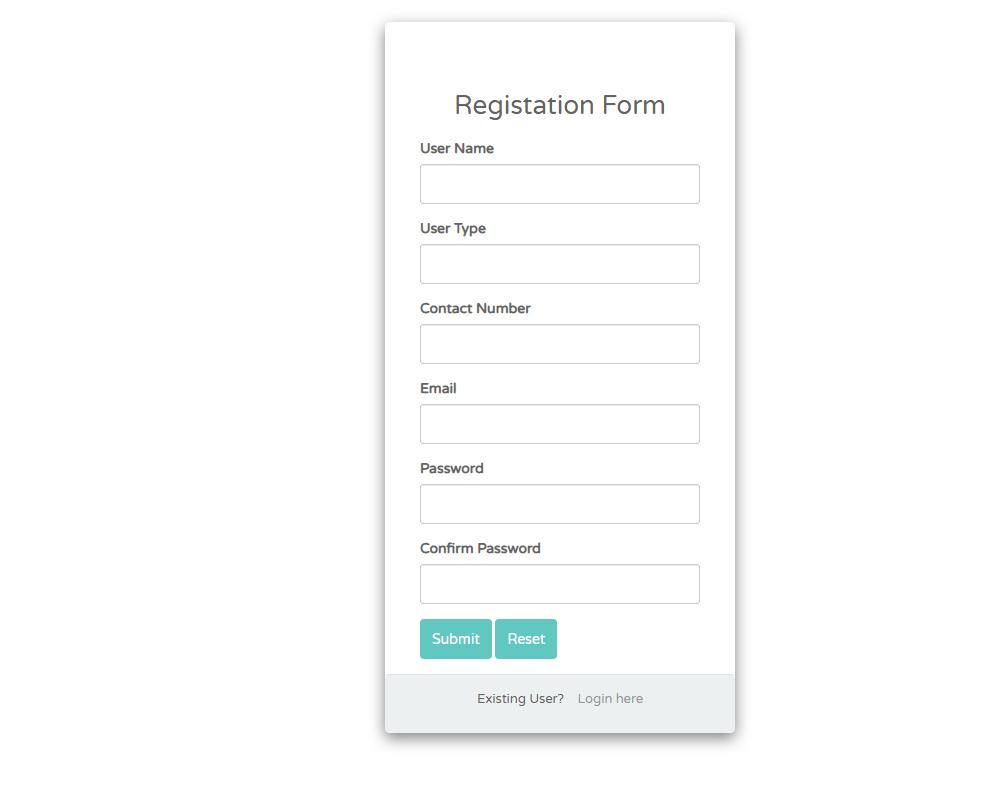 Registation Form
User Name
User Type
Contact Number
Email
Password
Confirm Password
Submit Reset
Existing User? Login here